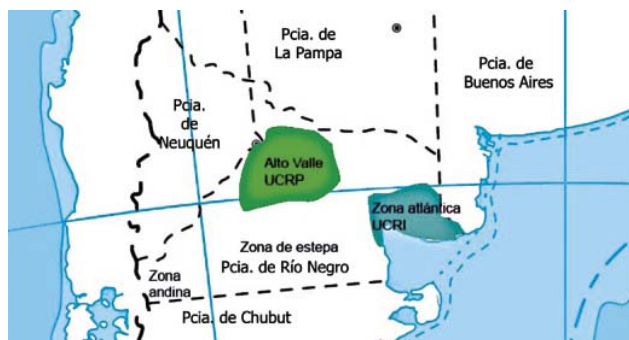 Pcia. de
La Pampa
Pcia. de
Buenos Aires
Pcia.
de
Neuquén
Alto Valle
UCRP
Zona atlántica
UCRI
Zona de estepa
Pcia. de Río Negro
Zona
andina
Pcia. de Chubut